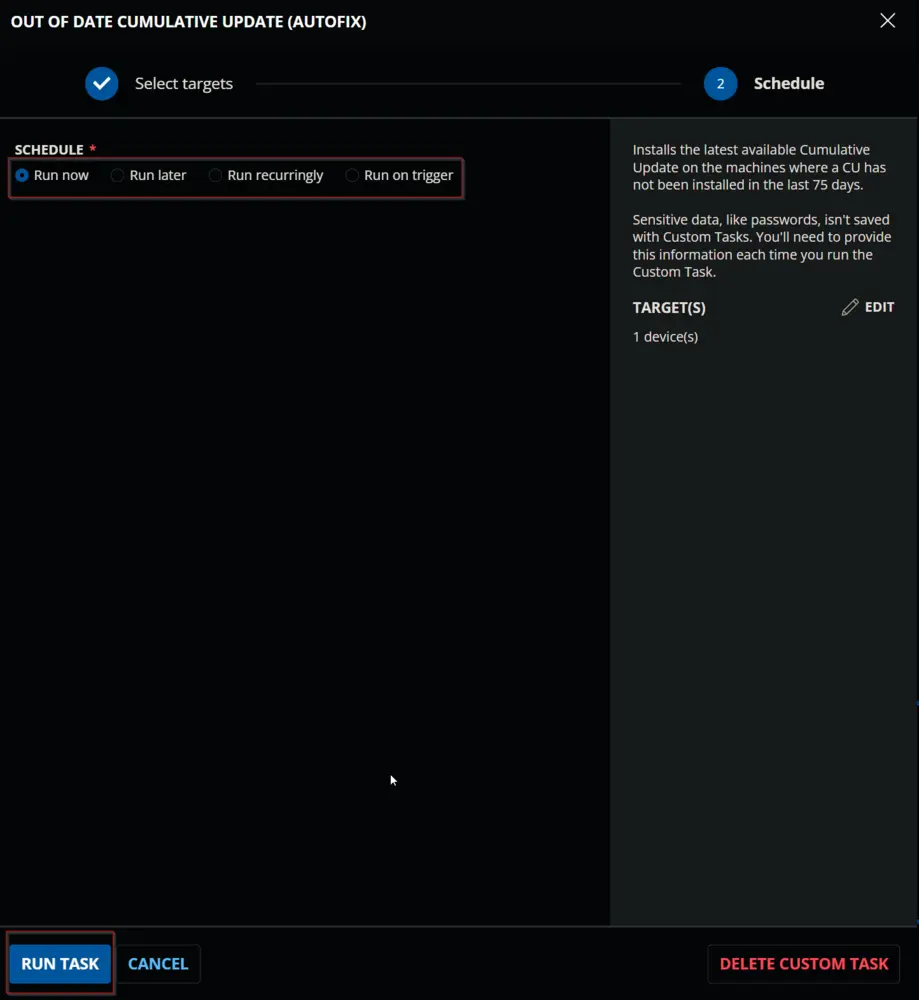 OUT OF DATE CUMULATIVE UPDATE (AUTOFIX)
Select targets
2
Schedule
SCHEDULE *
Run now
Run later
Run recurringly
Run on trigger
Installs the latest available Cumulative
Update on the machines where a CU has
not been installed in the last 75 days.
Sensitive data, like passwords, isn't saved
with Custom Tasks. You'll need to provide
this information each time you run the
Custom Task.
TARGET(S)
EDIT
1 device(s)
RUN TASK
CANCEL
DELETE CUSTOM TASK